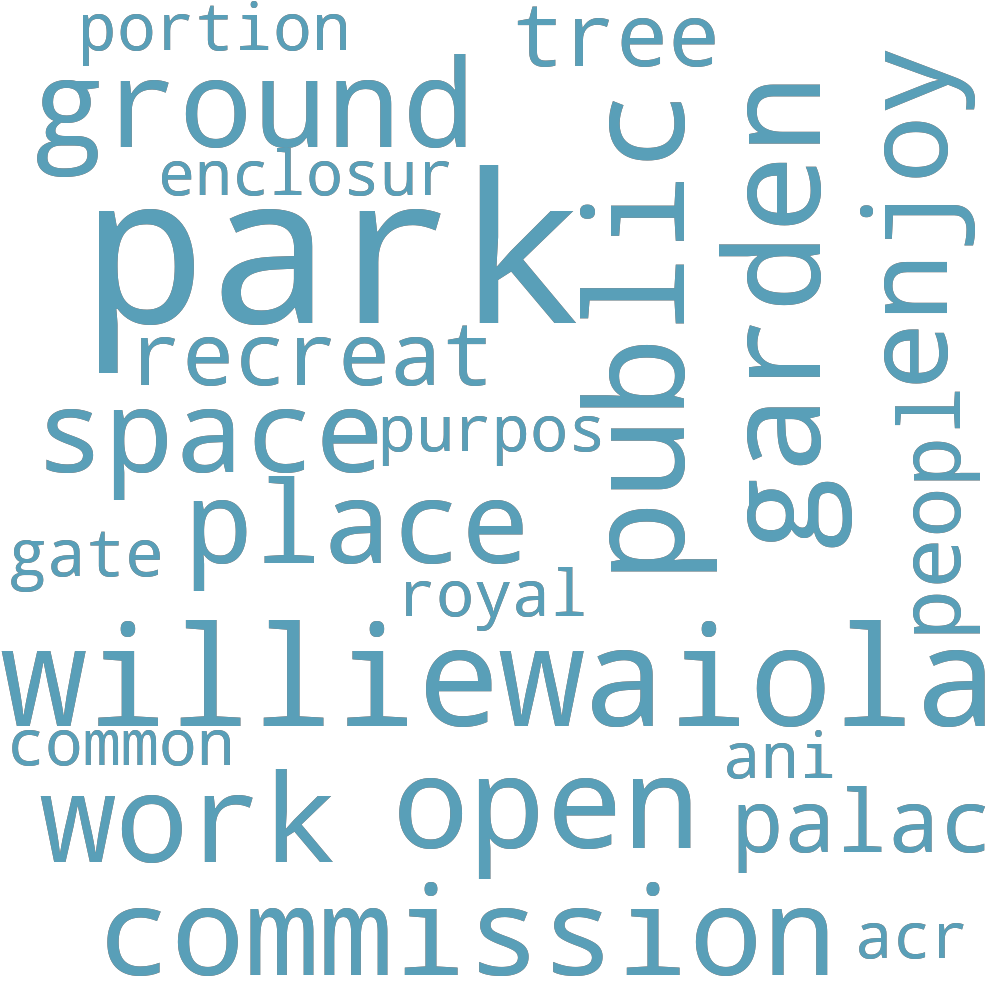 portion
tree
ground
enclosur
park
public
garden
enjoy
recreat
space
purpos
peopl
place
gate
royal
williewaiola
common
ani
work
open
palac
commission
acr